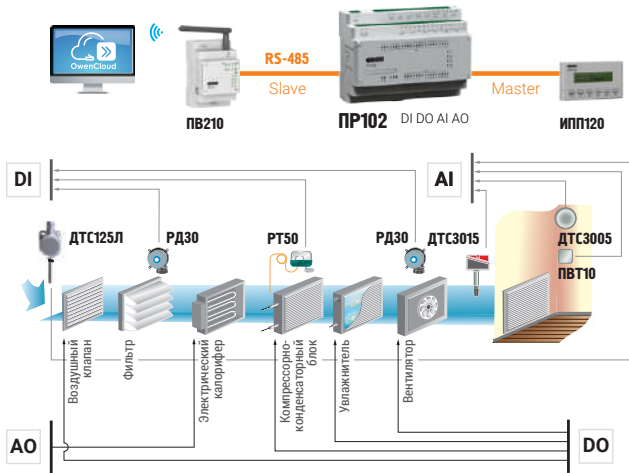 OwenCloud
RS-485
Slave
Master
ПВ210
ПР102
DI DO AI AO
ИПП120
DI
AI
ДТС125Л
РД30
РТ50
РД30
ДТС3015
ДТС3005
ПВТ10
Воздушный
клапан
Фильтр
Электрический
калорифер
Компрессорно-
конденсаторный
блок
Увлажнитель
Вентилятор
AO
DO